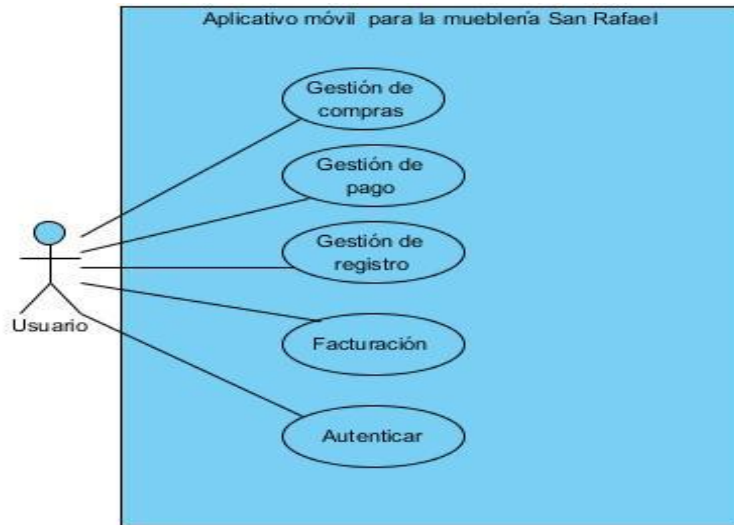 Aplicativo móvil para la mueblería San Rafael
Gestión de
compras
Gestión de
pago
Gestión de
registro
Usuario
Facturación
Autenticar